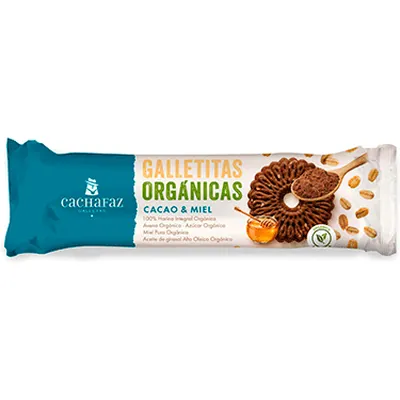 CACHAFAZ
GALLETITAS
ORGÁNICAS
CACAO & MIEL
100% Harina Integral Orgánica
Avena Orgánica - Azúcar Orgánica
Miel Pura Orgánica
Aceite de girasol Alto Oleico Orgánico